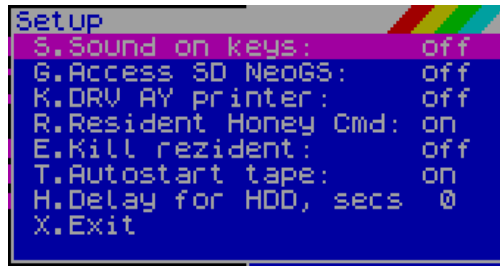 Setup
S.Sound on keys: off
G.Access SD NeoGS: off
K.DRV AY printer: off
R.Resident Honey Cmd: on
E.Kill rezident: off
T.Autostart tape: on
H.Delay for HDD, secs 0
X.Exit